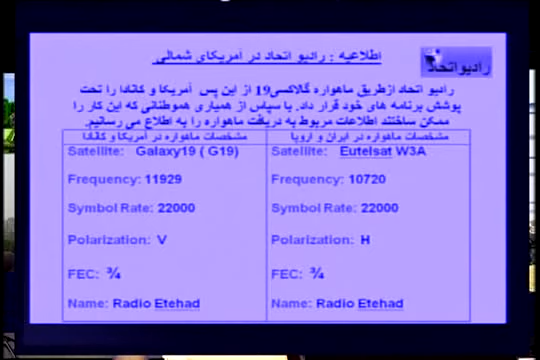 اطلاعیه : رادیو اتحاد در آمریکای شمالی
رادیو اتحاد
رادیو اتحاد ازطریق ماهواره گالاکسی19 از این پس آمریکا و کانادا را تحت
پوشش برنامه های خود قرار داد. با سپاس از همیاری هموطنانی که این کار را
ممکن ساختند اطلاعات مربوط به دریافت ماهواره را به اطلاع می رسانیم.
مشخصات ماهواره در آمریکا و کانادا
مشخصات ماهواره در ایران و اروپا
Satellite: Galaxy19 ( G19)
Satellite: Eutelsat W3A
Frequency: 11929
Frequency: 10720
Symbol Rate: 22000
Symbol Rate: 22000
Polarization: V
Polarization: H
FEC: ¾
FEC: ¾
Name: Radio Etehad
Name: Radio Etehad